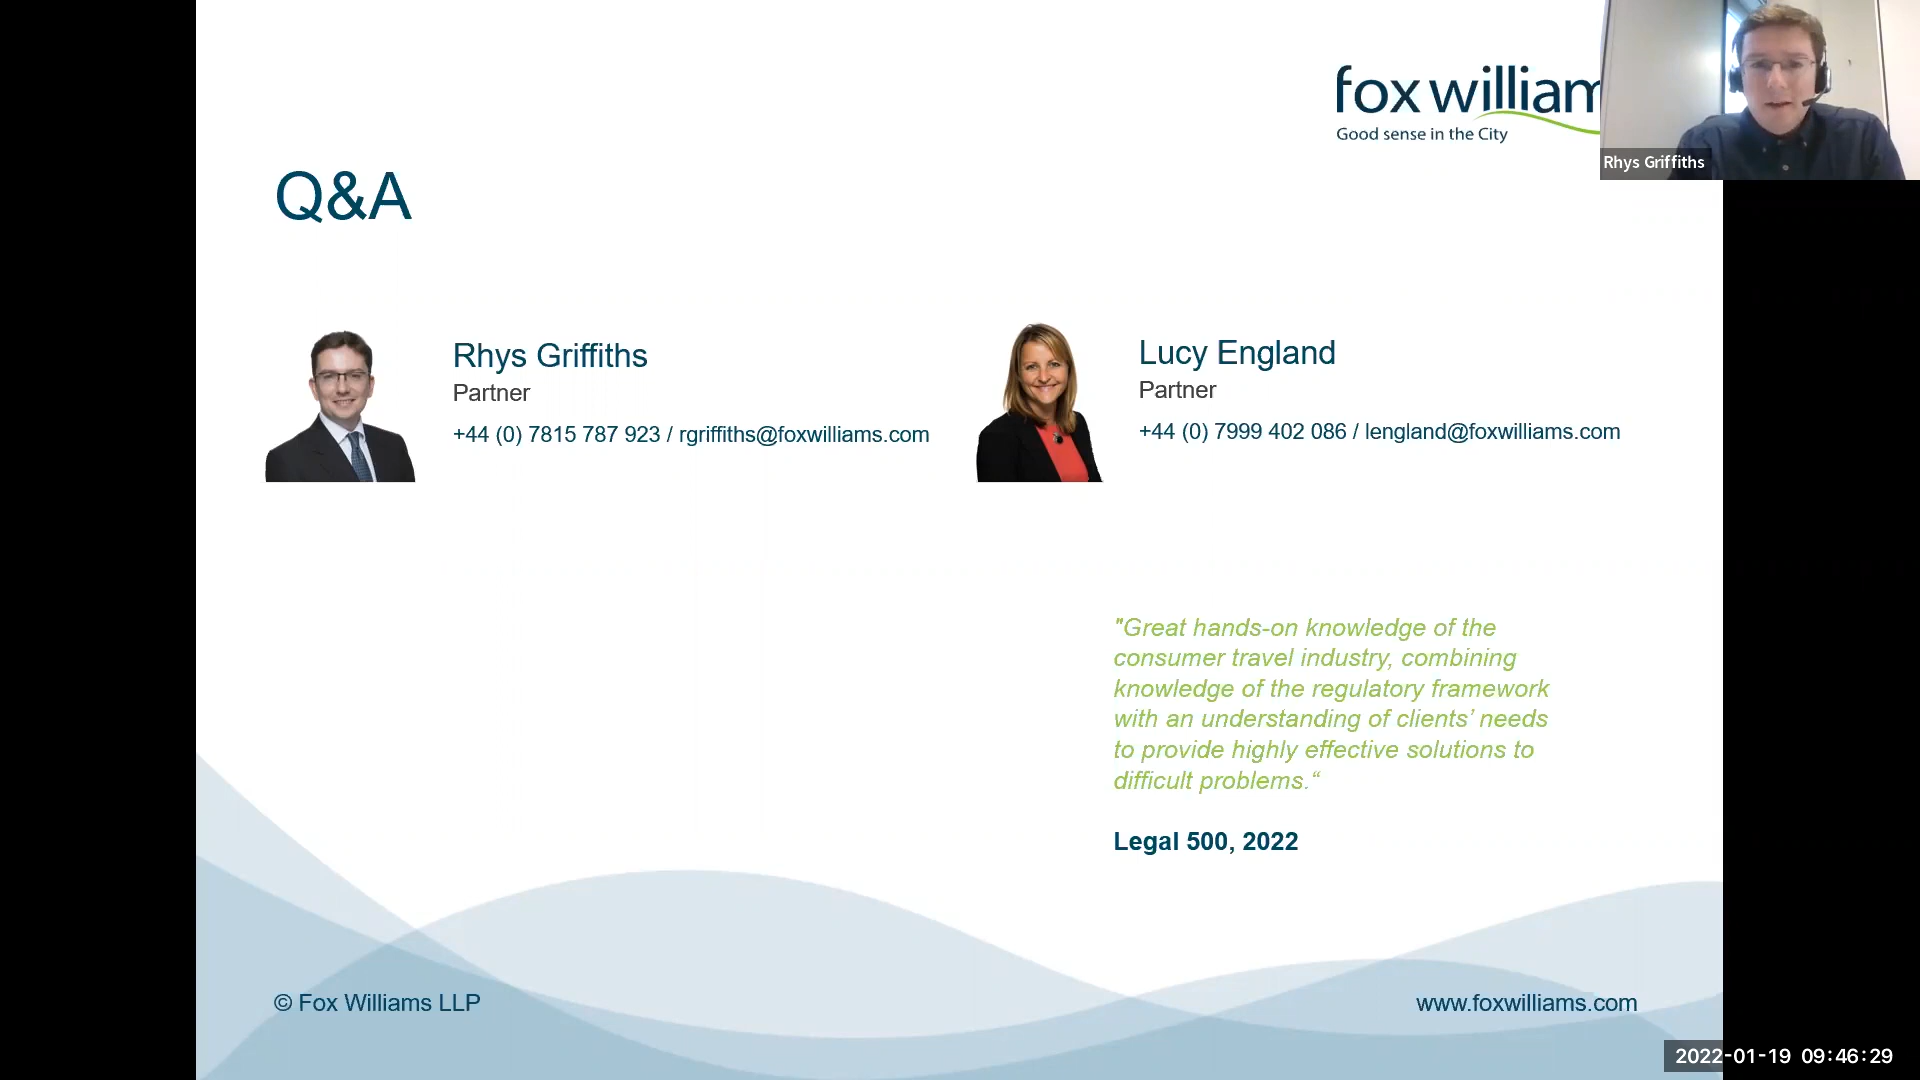 fox william
Good sense in the City
Rhys Griffiths
Q&A
Rhys Griffiths
Partner
+44 (0) 7815 787 923 / rgriffiths@foxwilliams.com
Lucy England
Partner
+44 (0) 7999 402 086 / lengland@foxwilliams.com
"Great hands-on knowledge of the
consumer travel industry, combining
knowledge of the regulatory framework
with an understanding of clients’ needs
to provide highly effective solutions to
difficult problems.“
Legal 500, 2022
© Fox Williams LLP
www.foxwilliams.com
2022-01-19 09:46:29